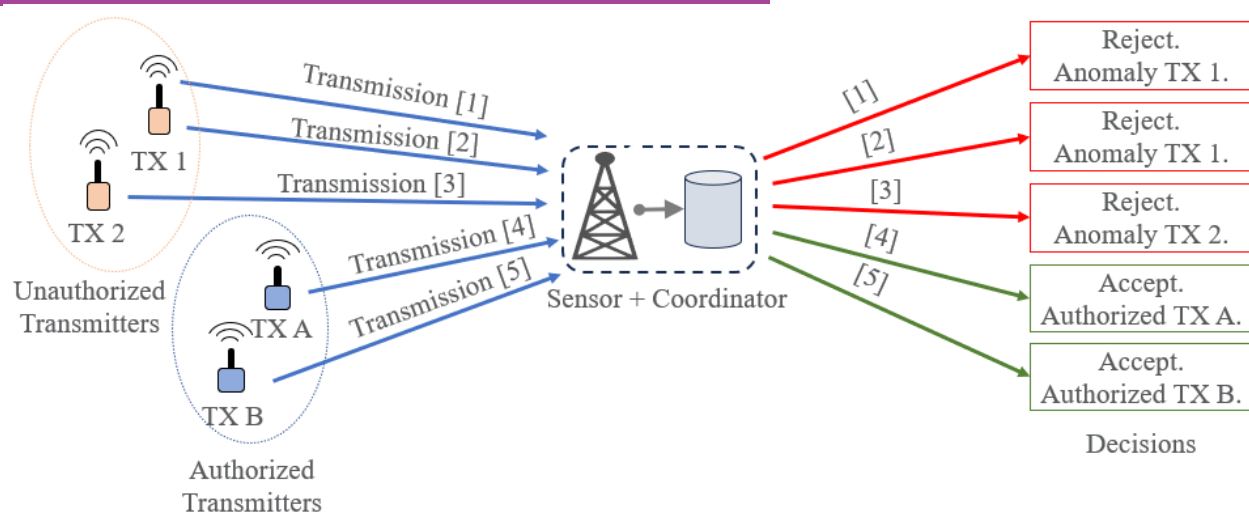 Transmission [1]
Transmission [2]
Transmission [3]
Transmission [4]
Transmission [5]
TX 1
TX 2
Unauthorized
Transmitters
TX A
TX B
Authorized
Transmitters
Sensor + Coordinator
[1]
[2]
[3]
[4]
[5]
Reject.
Anomaly TX 1.
Reject.
Anomaly TX 1.
Reject.
Anomaly TX 2.
Accept.
Authorized TX A.
Accept.
Authorized TX B.
Decisions